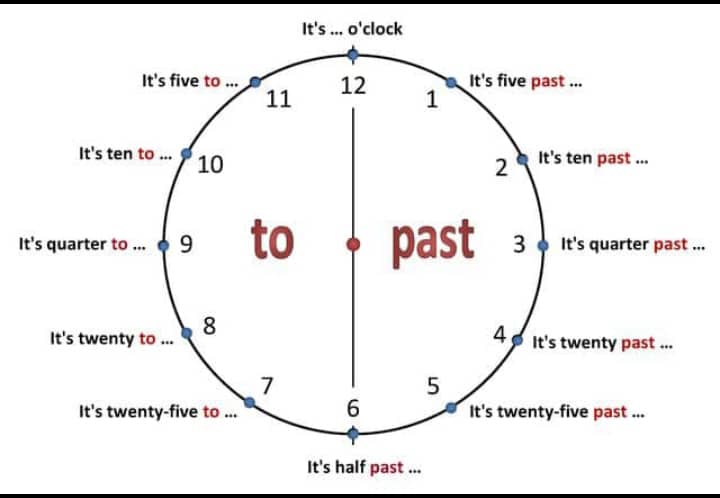 It's ... o'clock
It's five to ...
It's five past ...
12
11
1
It's ten to ...
It's ten past ...
10
2
It's quarter to ...
9
to
past
3
It's quarter past ...
8
4
It's twenty to ...
It's twenty past ...
7
5
It's twenty-five to ...
6
It's twenty-five past ...
It's half past ...